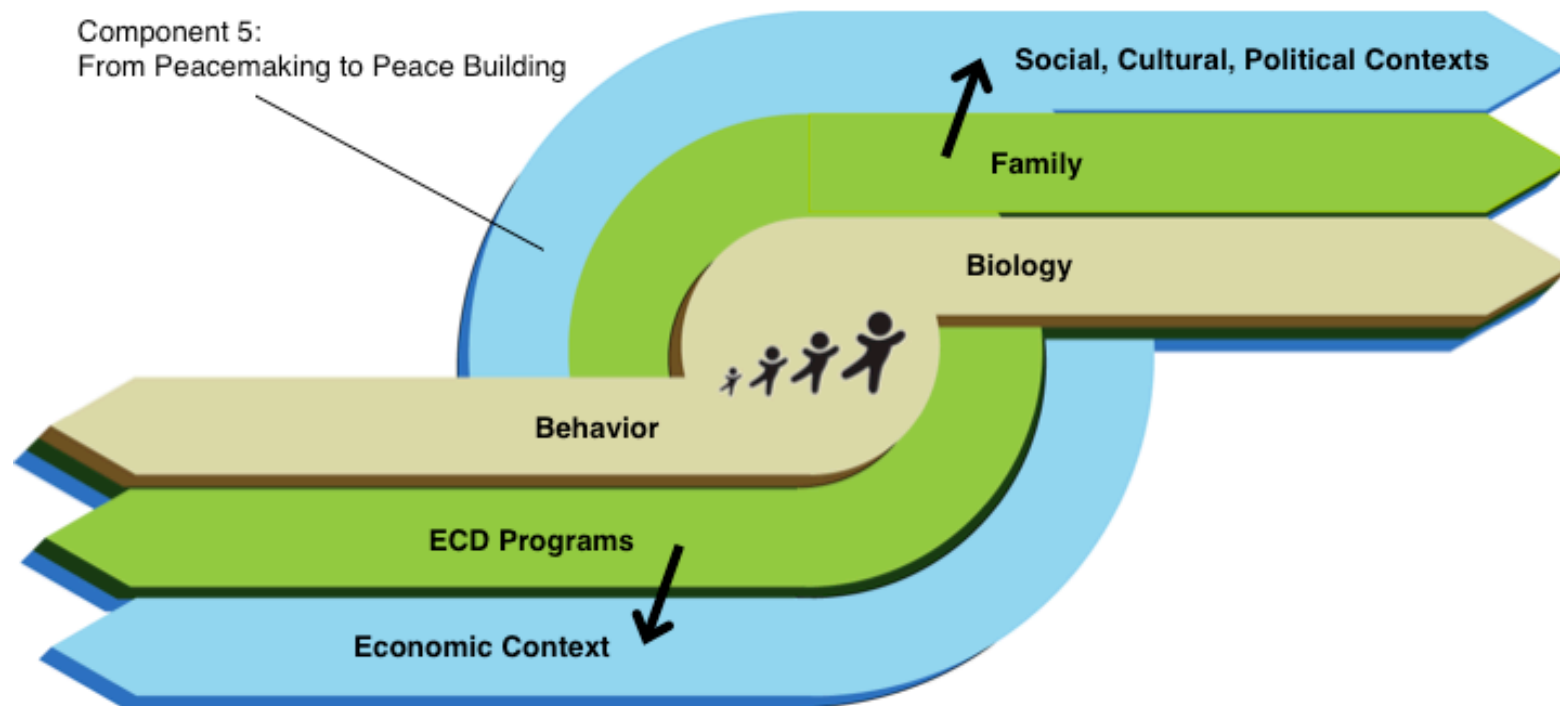 Component 5:
From Peacemaking to Peace Building
Social, Cultural, Political Contexts
Family
Biology
Behavior
ECD Programs
Economic Context